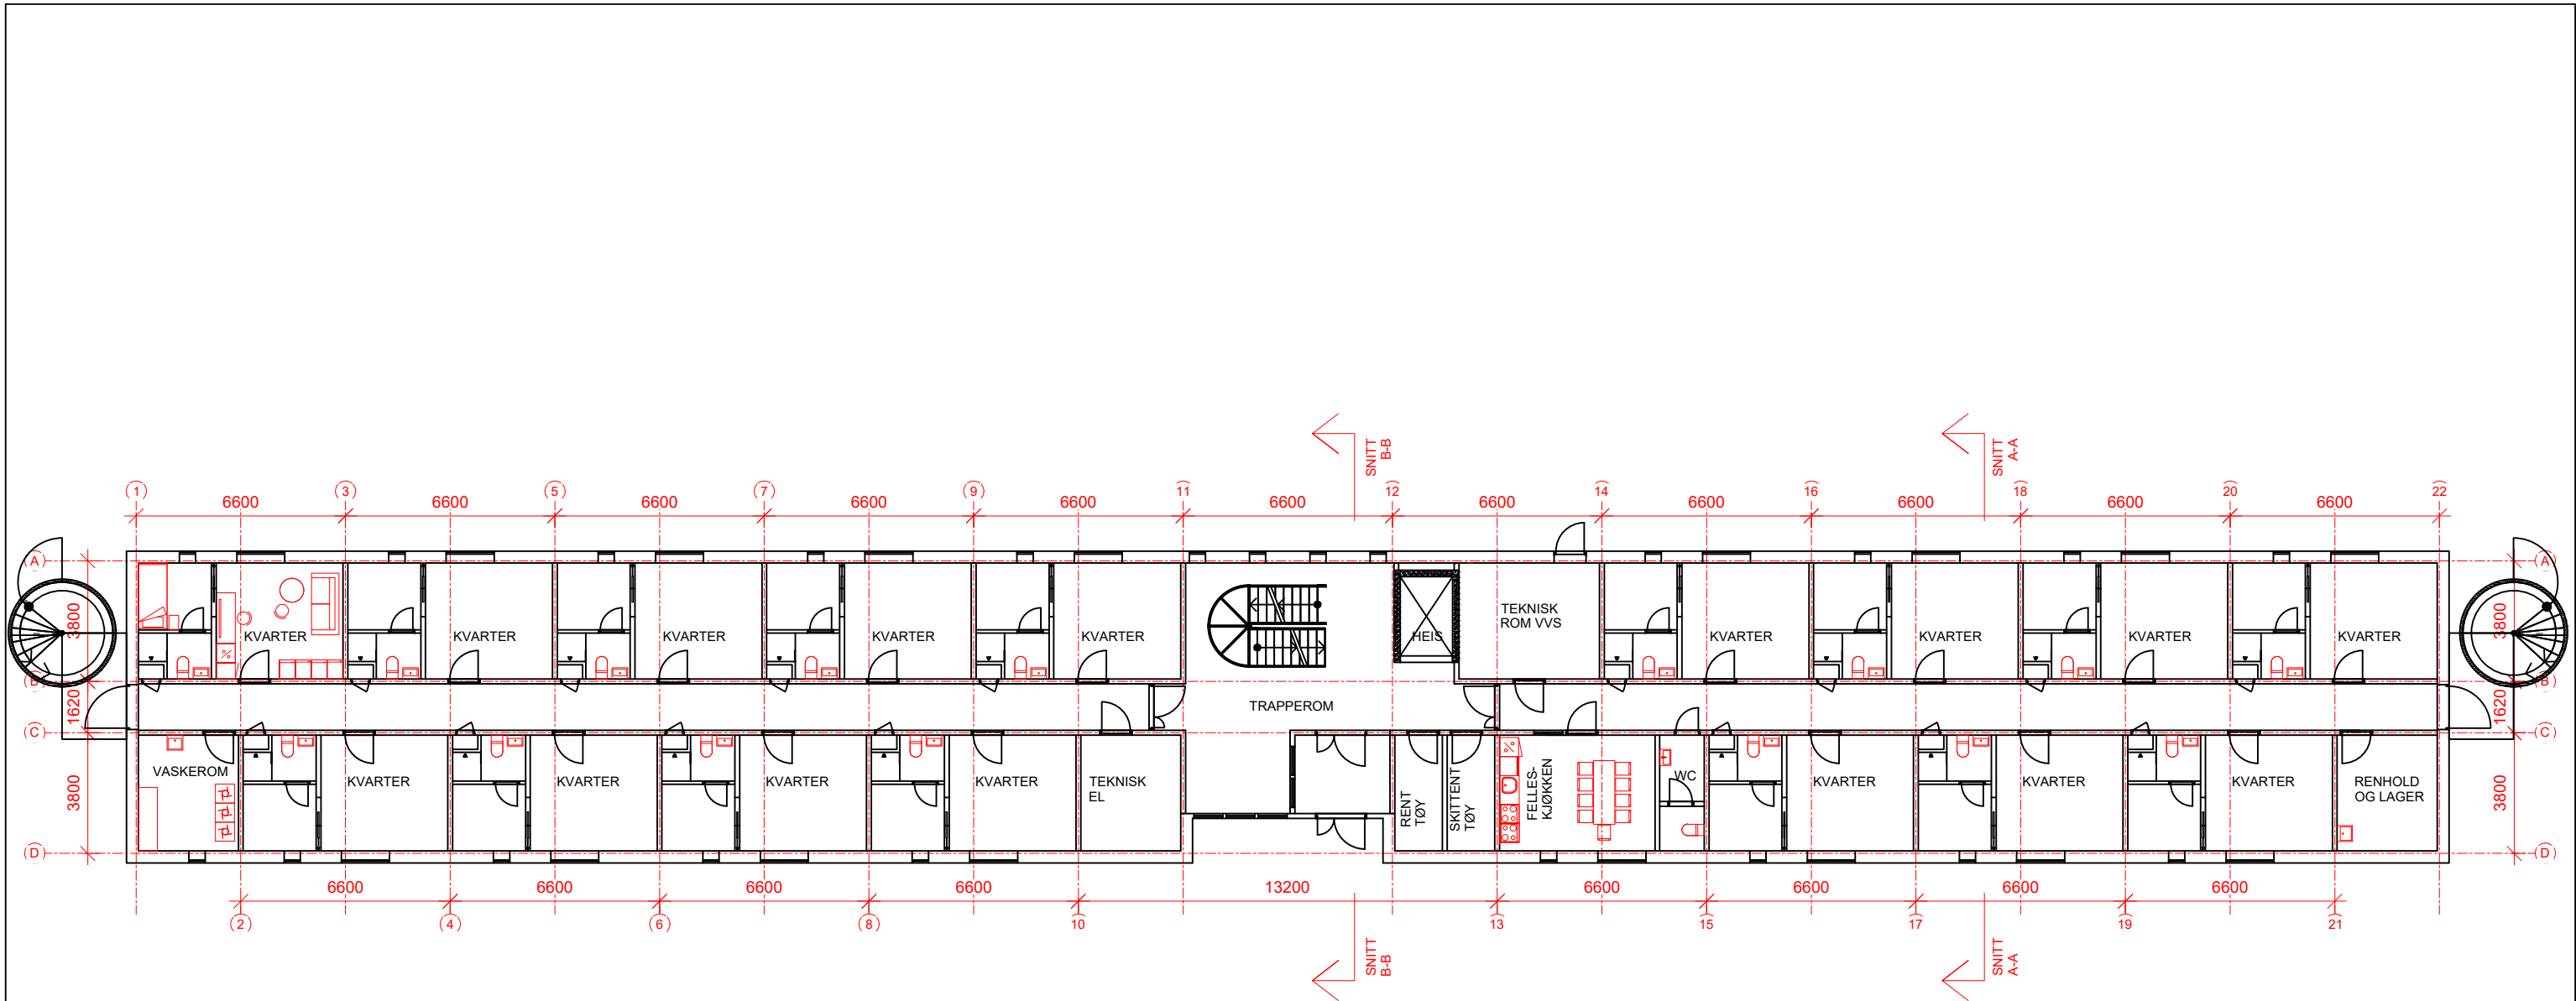 SNITT
B-B
SNITT
A-A
1
3
5
7
9
11
12
14
16
18
20
22
6600
6600
6600
6600
6600
6600
6600
6600
6600
6600
6600
A
A
3800
3800
TEKNISK
ROM VVS
KVARTER
KVARTER
KVARTER
KVARTER
KVARTER
HEIS
KVARTER
KVARTER
KVARTER
KVARTER
B
B
1620
1620
TRAPPEROM
C
C
VASKEROM
KVARTER
KVARTER
KVARTER
KVARTER
TEKNISK
EL
RENT
TØY
SKITTENT
TØY
FELLES-
KJØKKEN
WC
KVARTER
KVARTER
KVARTER
RENHOLD
OG LAGER
3800
3800
D
D
6600
6600
6600
6600
13200
6600
6600
6600
6600
2
4
6
8
10
13
15
17
19
21
SNITT
B-B
SNITT
A-A